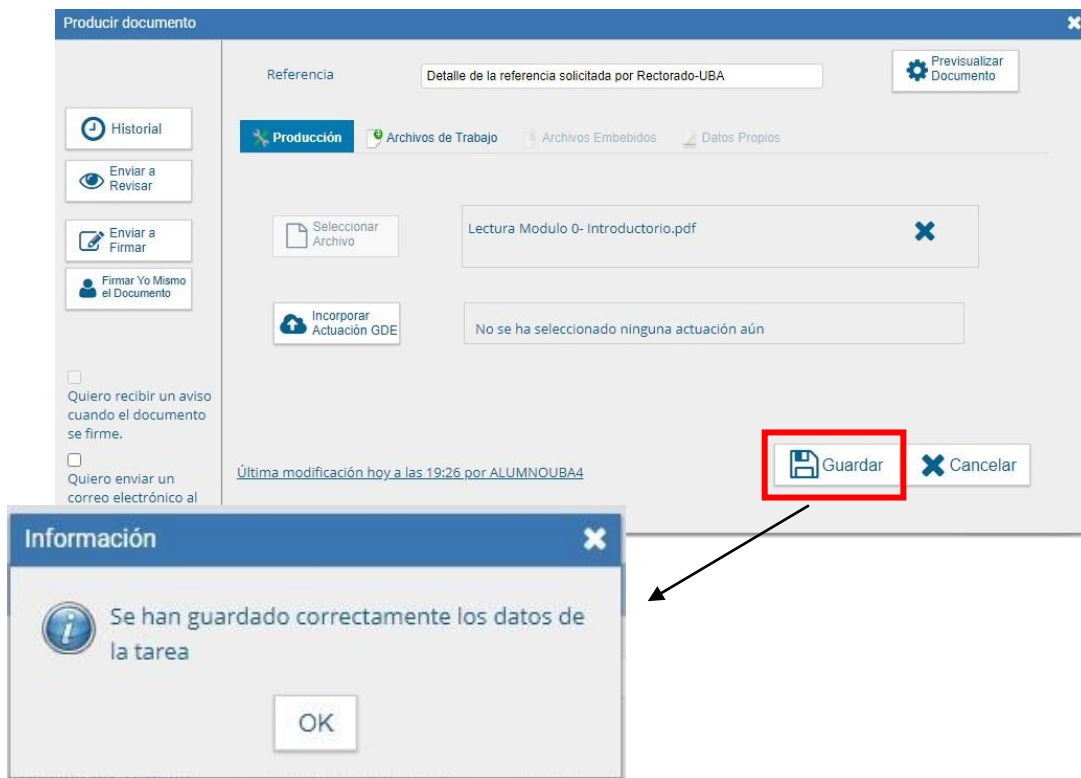 Producir documento
Referencia
Detalle de la referencia solicitada por Rectorado-UBA
Previsualizar
Documento
Historial
Enviar a
Revisar
Enviar a
Firmar
Firmar Yo Mismo
el Documento
Producción
Archivos de Trabajo
Archivos Embebidos
Datos Propios
Seleccionar
Archivo
Lectura Modulo 0- Introductorio.pdf
Incorporar
Actuación GDE
No se ha seleccionado ninguna actuación aún
Quiero recibir un aviso
cuando el documento
se firme.
Quiero enviar un
correo electrónico al
Última modificación hoy a las 19:26 por ALUMNOUBA4
Guardar
Cancelar
Información
Se han guardado correctamente los datos de
la tarea
OK